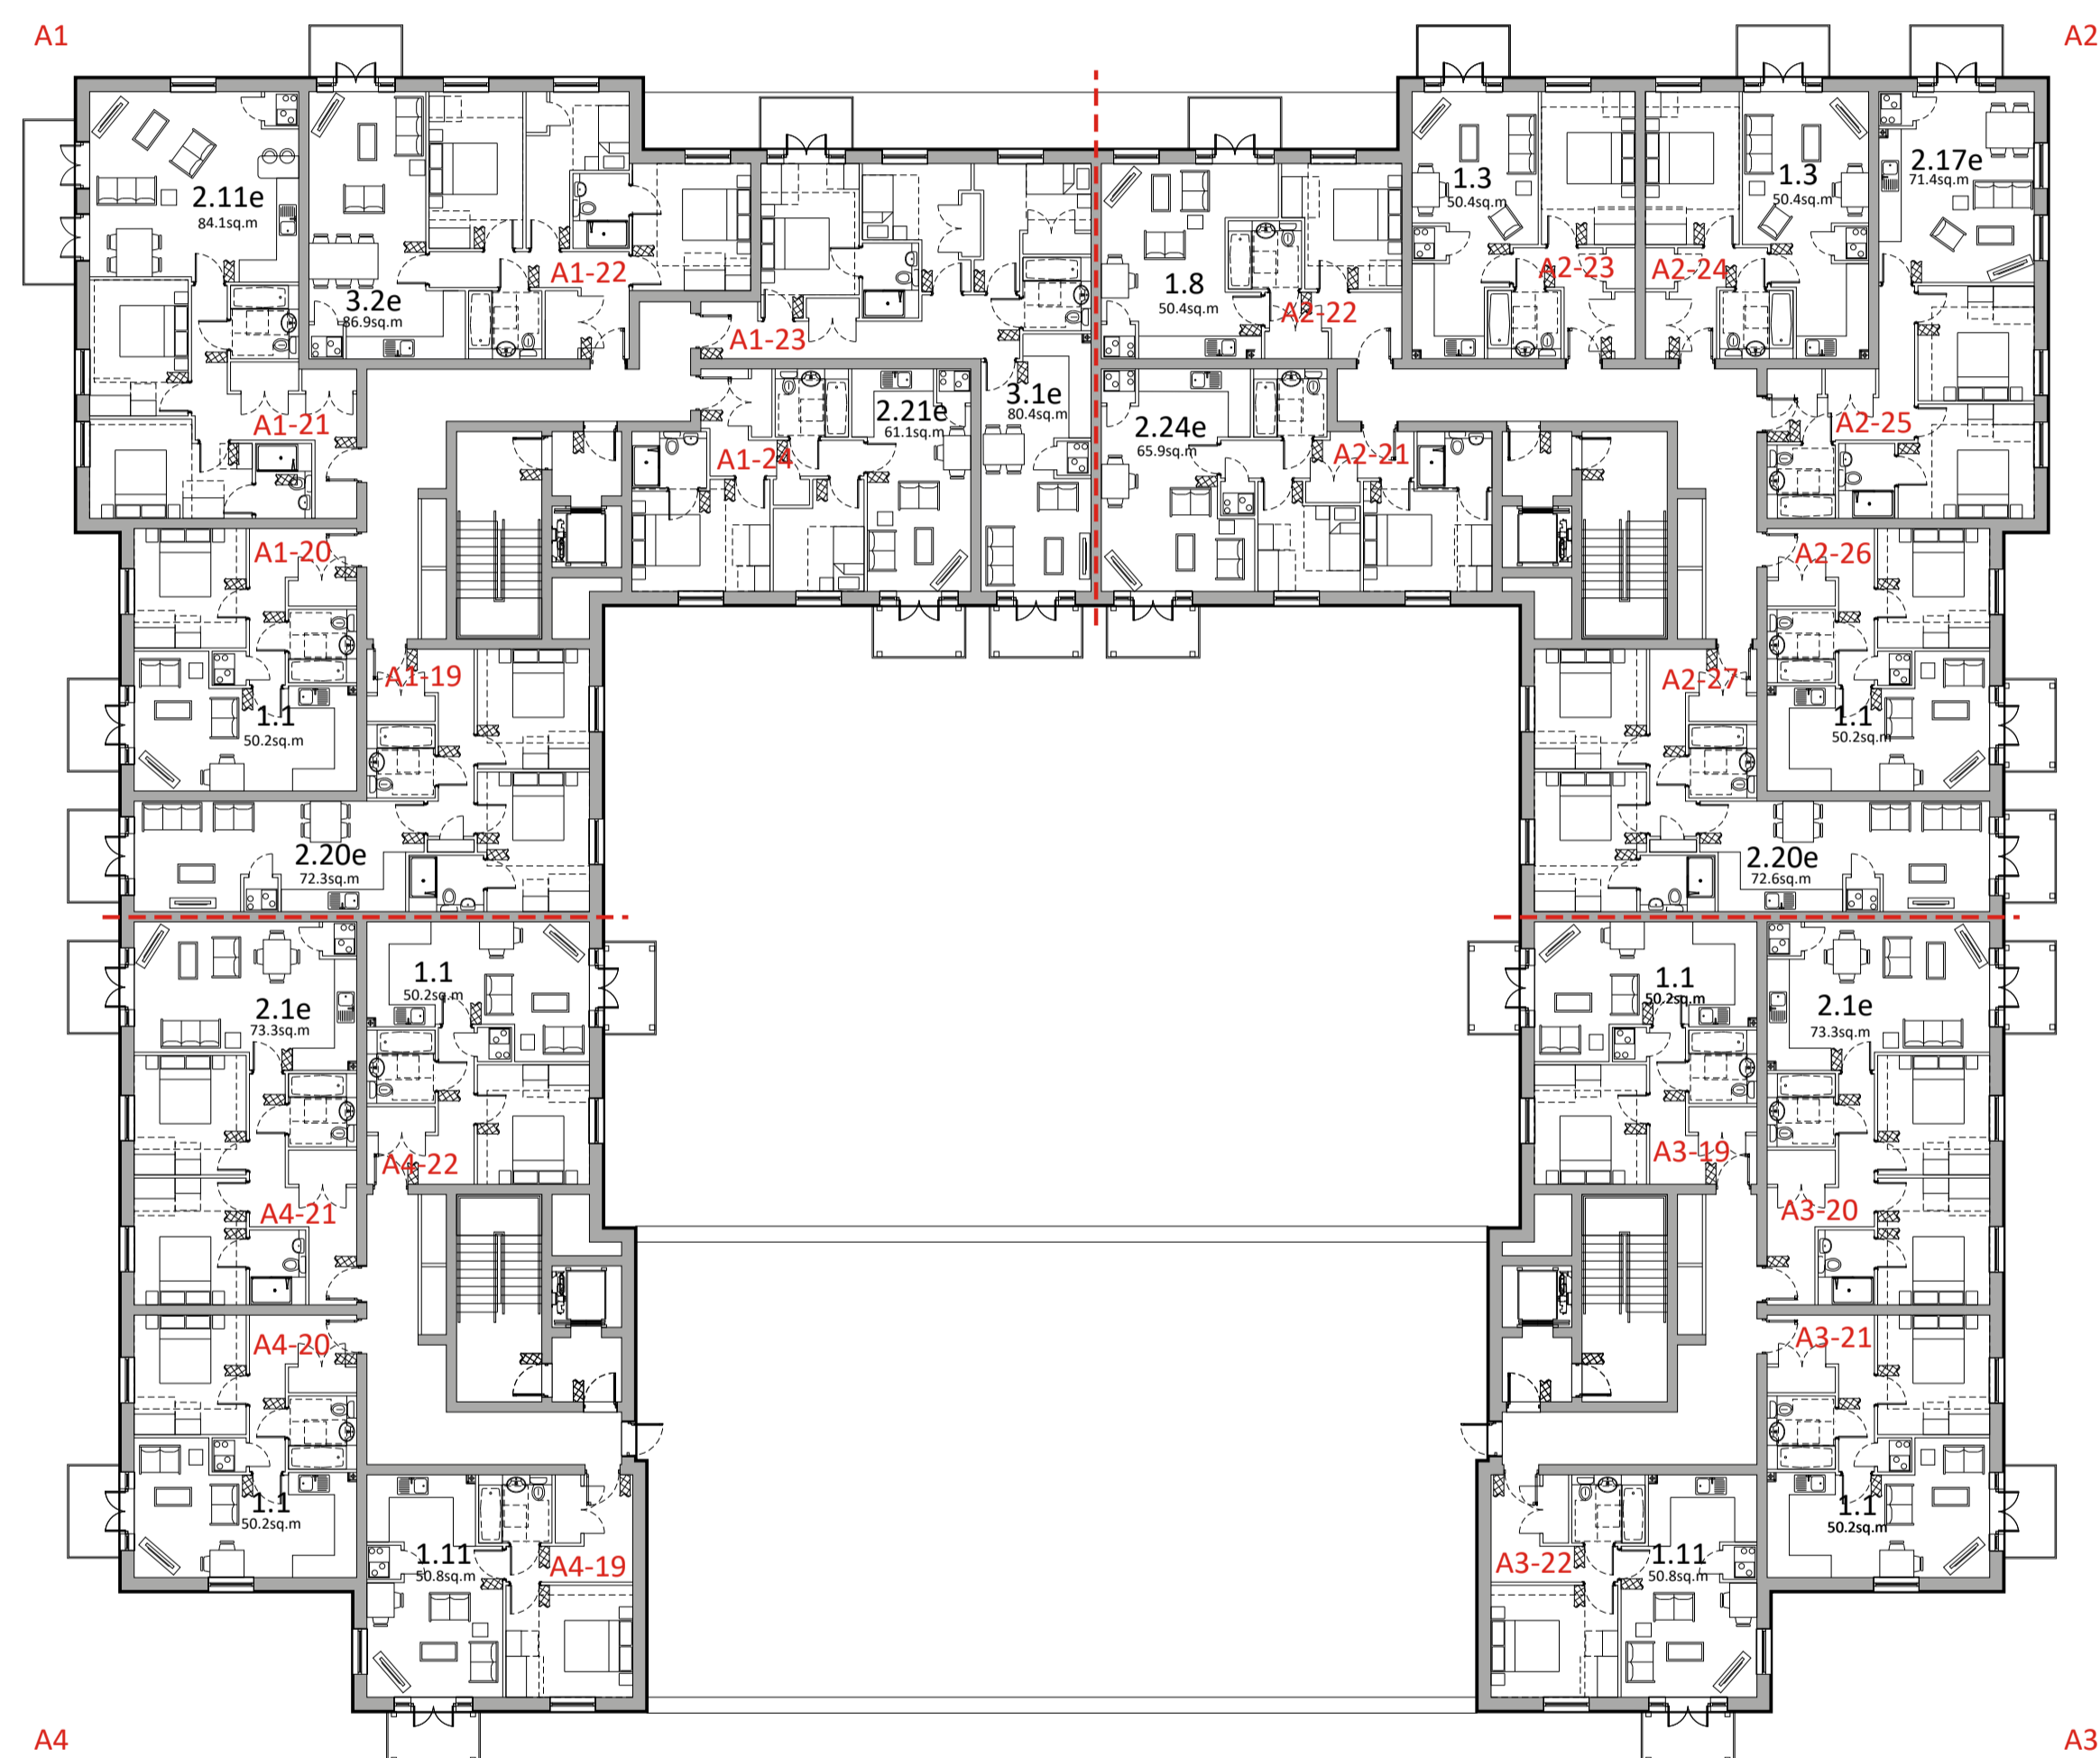 A1
A2
2.11e
84.1sq.m
3.2e
86.9sq.m
A1-22
A1-21
A1-23
3.1e
80.4sq.m
2.21e
61.1sq.m
A1-24
A1-20
1.1
50.2sq.m
A1-19
2.20e
72.3sq.m
1.8
50.4sq.m
A2-22
1.3
50.4sq.m
A2-23
1.3
50.4sq.m
A2-24
2.17e
71.4sq.m
A2-25
2.24e
65.9sq.m
A2-21
A2-26
1.1
50.2sq.m
A2-27
2.20e
72.6sq.m
2.1e
73.3sq.m
A4-21
1.1
50.2sq.m
A4-22
A4-20
1.1
50.2sq.m
1.11
50.8sq.m
A4-19
1.1
50.2sq.m
A3-19
2.1e
73.3sq.m
A3-20
A3-21
1.1
50.2sq.m
A3-22
1.11
50.8sq.m
A4
A3